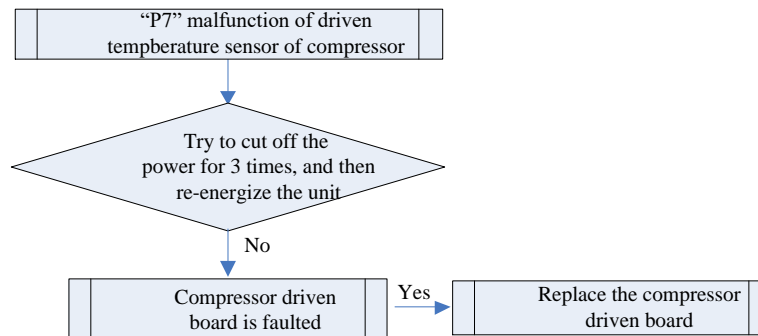 “P7” malfunction of driven
tempberature sensor of compressor
Try to cut off the
power for 3 times, and then
re-energize the unit
No
Compressor driven
board is faulted
Yes
Replace the compressor
driven board